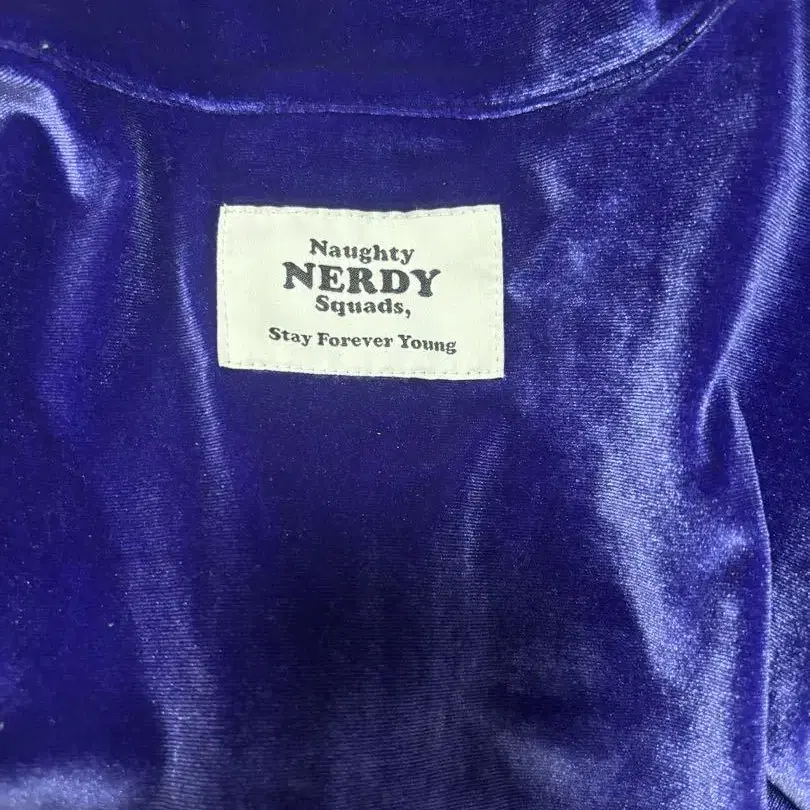 Naughty
NERDY
Squads,
Stay Forever Young